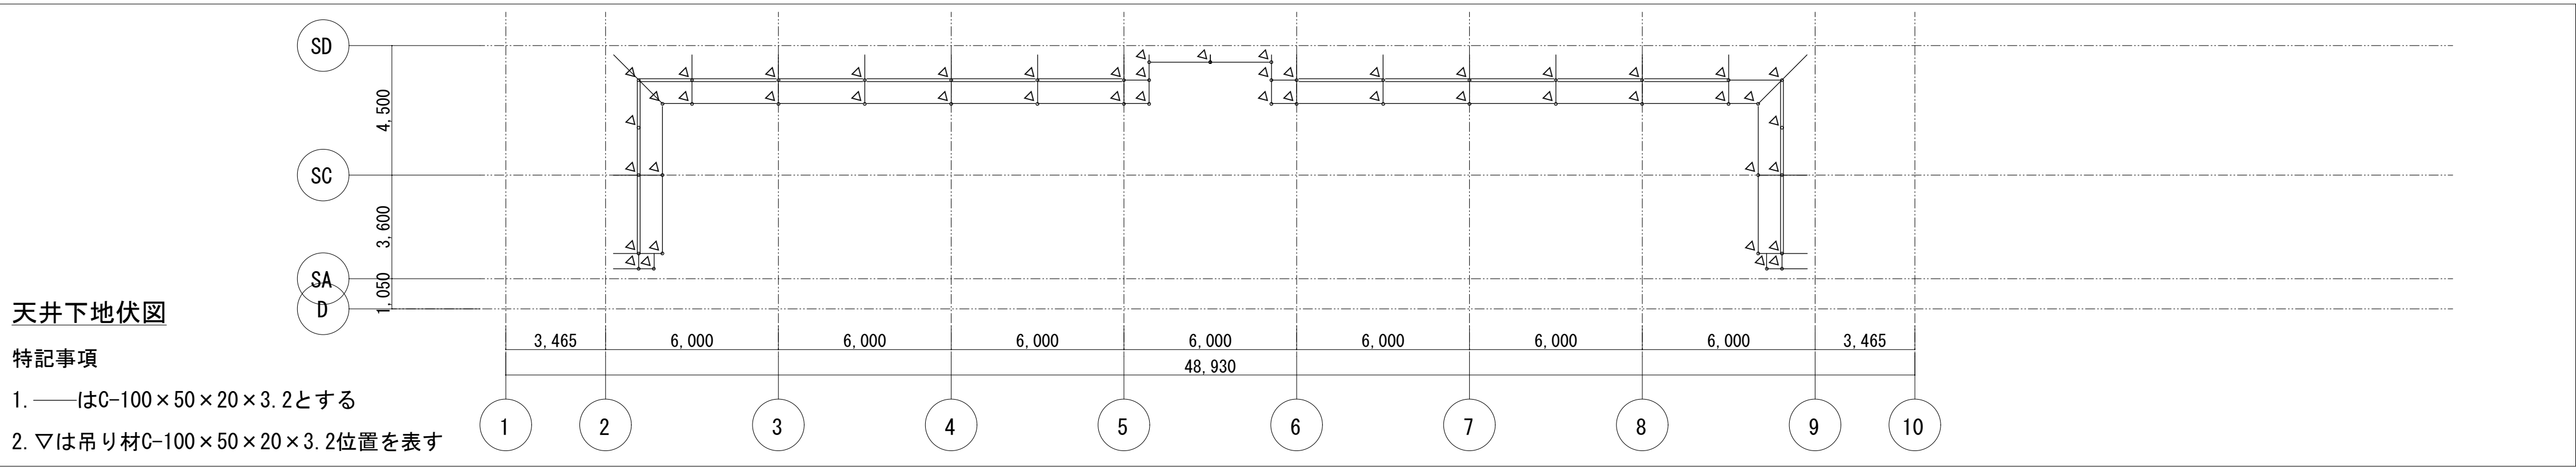 SD
4,500
SC
3,600
SA
1,050
D
天井下地伏図
特記事項
1. ――はC-100×50×20×3.2とする
2. ▽は吊り材C-100×50×20×3.2位置を表す
3,465 6,000 6,000 6,000 6,000 6,000 6,000 6,000 3,465
48,930
1 2 3 4 5 6 7 8 9 10